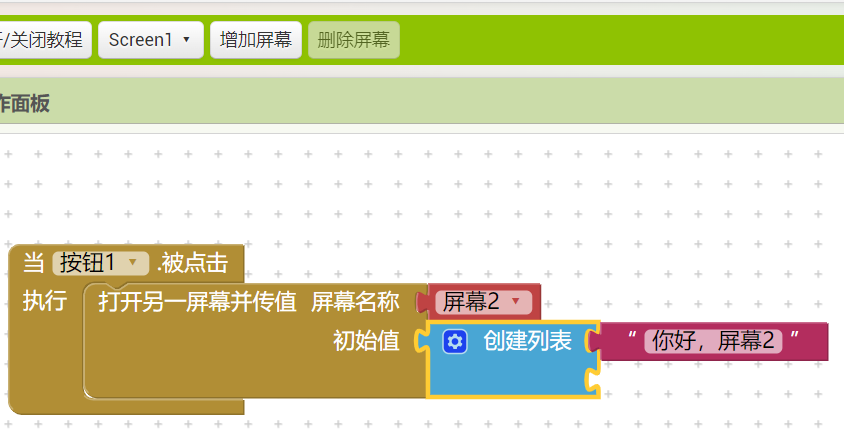 /关闭教程 Screen1 增加屏幕 删除屏幕
作面板
当 按钮1 .被点击
执行 打开另一屏幕并传值 屏幕名称 屏幕2
初始值 创建列表 “ 你好，屏幕2 ”